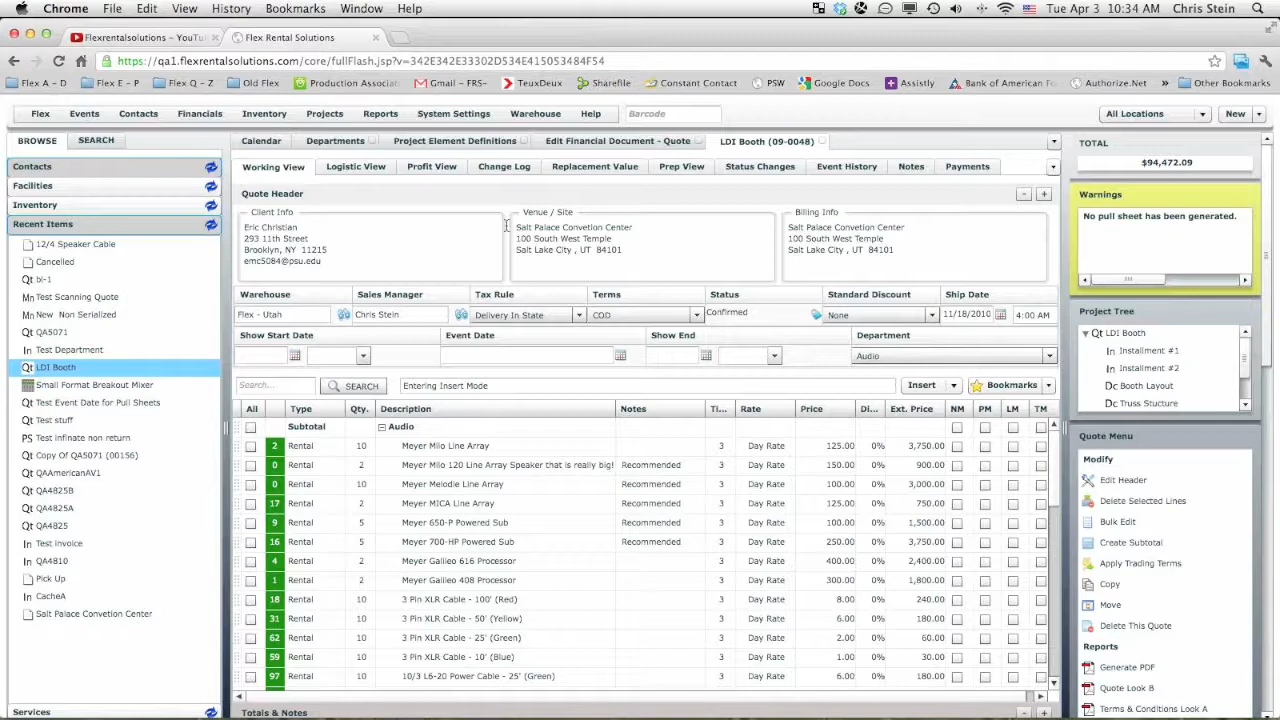 Chrome File Edit View History Bookmarks Window Help Tue Apr 3 10:34 AM Chris Stein
Flexrentalsolutions – YouTu Flex Rental Solutions
https://qa1.flexrentalsolutions.com/core/fullFlash.jsp?v=342E342E33302D534E415053484F54
Flex A - D Flex E - P Flex Q - Z Old Flex Production Associat Gmail – FRS– TeuxDeux Sharefile Constant Contact PSW Google Docs Assistly Bank of American Fo Authorize.Net Other Bookmarks
Flex Events Contacts Financials Inventory Projects Reports System Settings Warehouse Help Barcode All Locations New
BROWSE SEARCH
Contacts
Facilities
Inventory
Recent Items
12/4 Speaker Cable
Cancelled
bl-1
In Test Scanning Quote
In New Non Serialized
Qt QA5071
In Test Department
Qt LDI Booth
Small Format Breakout Mixer
Qt Test Event Date for Pull Sheets
Qt Test stuff
PS Test infinate non return
Qt Copy Of QA5071 (00156)
Qt QAAmericanAV1
Qt QA4825B
Qt QA4825A
Qt QA4825
In Test Invoice
In QA4810
Pick Up
In CacheA
Salt Palace Convetion Center
Services
Calendar Departments Project Element Definitions Edit Financial Document - Quote LDI Booth (09-0048)
Working View Logistic View Profit View Change Log Replacement Value Prep View Status Changes Event History Notes Payments
Quote Header
Client Info
Eric Christian
293 11th Street
Brooklyn, NY 11215
emc5084@psu.edu
Venue / Site
Salt Palace Convetion Center
100 South West Temple
Salt Lake City , UT 84101
Billing Info
Salt Palace Convetion Center
100 South West Temple
Salt Lake City , UT 84101
Warehouse Sales Manager Tax Rule Terms Status Standard Discount Ship Date
Flex - Utah Chris Stein Delivery In State COD Confirmed None 11/18/2010 4:00 AM
Show Start Date Event Date Show End Department
Audio
Search... SEARCH Entering Insert Mode Insert Bookmarks
All Type Qty. Description Notes Ti... Rate Price Di... Ext. Price NM PM LM TM
Subtotal Audio
2 Rental 10 Meyer Milo Line Array 3 Day Rate 125.00 0% 3,750.00
0 Rental 2 Meyer Milo 120 Line Array Speaker that is really big! Recommended 3 Day Rate 150.00 0% 900.00
0 Rental 10 Meyer Melodie Line Array Recommended 3 Day Rate 100.00 0% 3,000.00
17 Rental 2 Meyer MICA Line Array Recommended 3 Day Rate 125.00 0% 750.00
9 Rental 5 Meyer 650-P Powered Sub Recommended 3 Day Rate 100.00 0% 1,500.00
16 Rental 5 Meyer 700-HP Powered Sub Recommended 3 Day Rate 250.00 0% 3,750.00
4 Rental 2 Meyer Galileo 616 Processor 3 Day Rate 400.00 0% 2,400.00
1 Rental 2 Meyer Galileo 408 Processor 3 Day Rate 300.00 0% 1,800.00
18 Rental 10 3 Pin XLR Cable - 100' (Red) 3 Day Rate 8.00 0% 240.00
31 Rental 10 3 Pin XLR Cable - 50' (Yellow) 3 Day Rate 6.00 0% 180.00
62 Rental 10 3 Pin XLR Cable - 25' (Green) 3 Day Rate 2.00 0% 60.00
59 Rental 10 3 Pin XLR Cable - 10' (Blue) 3 Day Rate 1.00 0% 30.00
97 Rental 10 10/3 L6-20 Power Cable - 25' (Green) 3 Day Rate 6.00 0% 180.00
Totals & Notes
TOTAL
$94,472.09
Warnings
No pull sheet has been generated.
Project Tree
Qt LDI Booth
In Installment #1
In Installment #2
Dc Booth Layout
Dc Truss Stucture
Quote Menu
Modify
Edit Header
Delete Selected Lines
Bulk Edit
Create Subtotal
Apply Trading Terms
Copy
Move
Delete This Quote
Reports
Generate PDF
Quote Look B
Terms & Conditions Look A